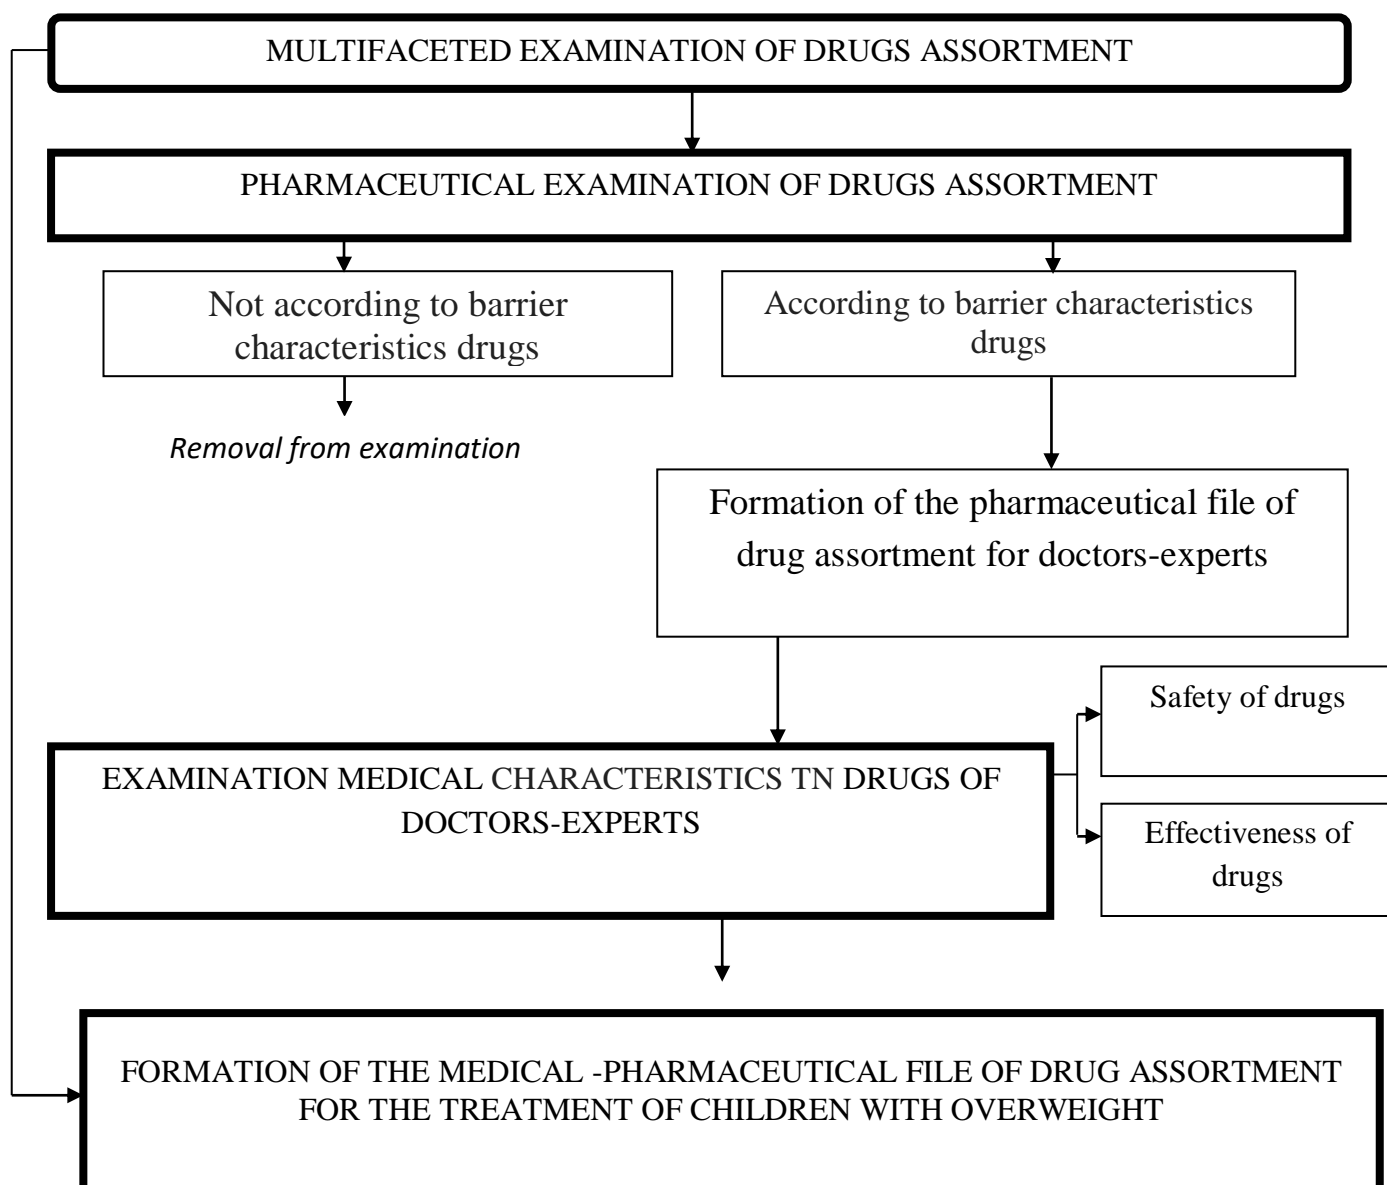 MULTIFACETED EXAMINATION OF DRUGS ASSORTMENT
PHARMACEUTICAL EXAMINATION OF DRUGS ASSORTMENT
Not according to barrier
characteristics drugs
According to barrier characteristics
drugs
Removal from examination
Formation of the pharmaceutical file of
drug assortment for doctors-experts
Safety of drugs
EXAMINATION MEDICAL CHARACTERISTICS TN DRUGS OF
DOCTORS-EXPERTS
Effectiveness of
drugs
FORMATION OF THE MEDICAL -PHARMACEUTICAL FILE OF DRUG ASSORTMENT
FOR THE TREATMENT OF CHILDREN WITH OVERWEIGHT